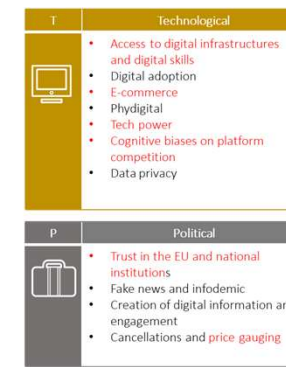 T Technological
• Access to digital infrastructures
and digital skills
• Digital adoption
• E-commerce
• Phydigital
• Tech power
• Cognitive biases on platform
competition
• Data privacy
P Political
• Trust in the EU and national
institutions
• Fake news and infodemic
• Creation of digital information an
engagement
• Cancellations and price gauging